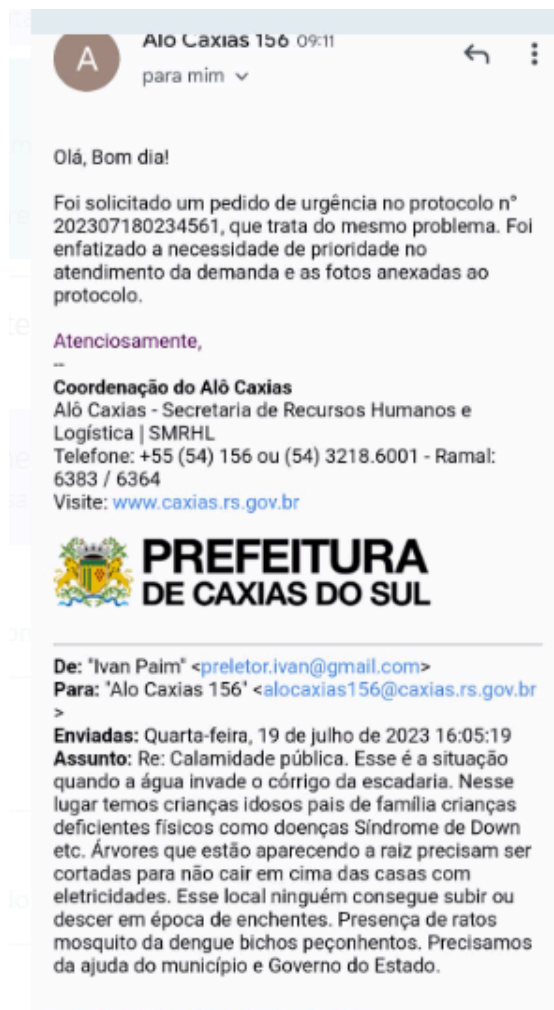 Alo Caxias 156 09:11
A
para mim
Olá, Bom dia!
Foi solicitado um pedido de urgência no protocolo n°
202307180234561, que trata do mesmo problema. Foi
enfatizado a necessidade de prioridade no
atendimento da demanda e as fotos anexadas ao
protocolo.
Atenciosamente,
--
Coordenação do Alô Caxias
Alô Caxias - Secretaria de Recursos Humanos e
Logística | SMRHL
Telefone: +55 (54) 156 ou (54) 3218.6001 - Ramal:
6383 / 6364
Visite: www.caxias.rs.gov.br
PREFEITURA
DE CAXIAS DO SUL
De: "Ivan Paim" <preletor.ivan@gmail.com>
Para: "Alo Caxias 156" <alocaxias156@caxias.rs.gov.br
>
Enviadas: Quarta-feira, 19 de julho de 2023 16:05:19
Assunto: Re: Calamidade pública. Esse é a situação
quando a água invade o córrigo da escadaria. Nesse
lugar temos crianças idosos pais de família crianças
deficientes físicos como doenças Síndrome de Down
etc. Árvores que estão aparecendo a raiz precisam ser
cortadas para não cair em cima das casas com
eletricidades. Esse local ninguém consegue subir ou
descer em época de enchentes. Presença de ratos
mosquito da dengue bichos peçonhentos. Precisamos
da ajuda do município e Governo do Estado.